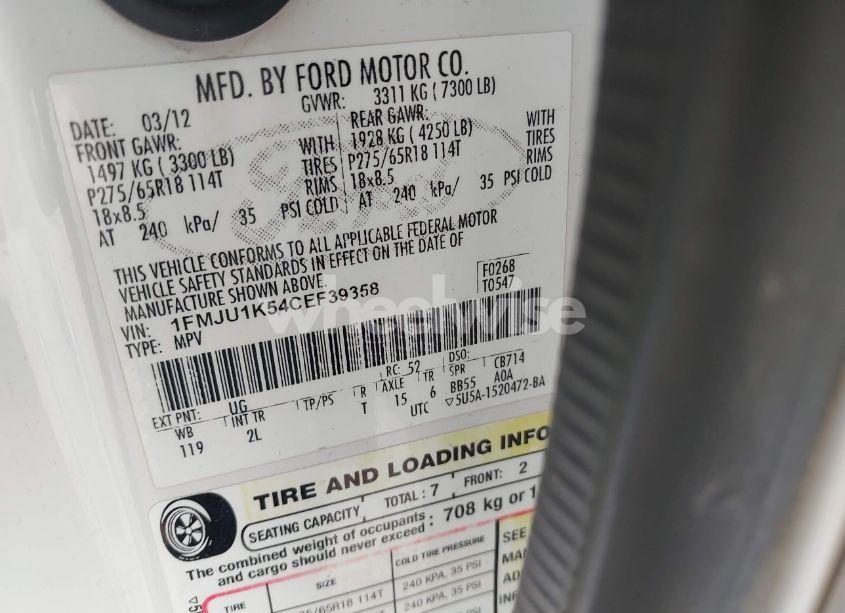 MFD. BY FORD MOTOR CO.
DATE: 03/12 GVWR: 3311 KG ( 7300 LB)
FRONT GAWR: REAR GAWR:
1497 KG ( 3300 LB) WITH 1928 KG ( 4250 LB) WITH
P275/65R18 114T TIRES P275/65R18 114T TIRES
18x8.5 RIMS 18x8.5 RIMS
AT 240 kPa/ 35 PSI COLD AT 240 kPa/ 35 PSI COLD
THIS VEHICLE CONFORMS TO ALL APPLICABLE FEDERAL MOTOR
VEHICLE SAFETY STANDARDS IN EFFECT ON THE DATE OF
MANUFACTURE SHOWN ABOVE.
F0268
T0547
VIN: 1FMJU1K54CEF39358
TYPE: MPV
wheelwise
EXT PNT: UG RC: 52 DSO: CB714
WB INT TR TP/PS R AXLE TR SPR
119 2L T 15 6 BB55 A0A
UTC ▽5U5A-1520472-BA
TIRE AND LOADING INFO
SEATING CAPACITY TOTAL: 7 FRONT: 2
The combined weight of occupants and cargo should never exceed: 708 kg or 1
TIRE SIZE COLD TIRE PRESSURE SEE
/65R18 114T 240 KPA, 35 PSI
240 KPA, 35 PSI